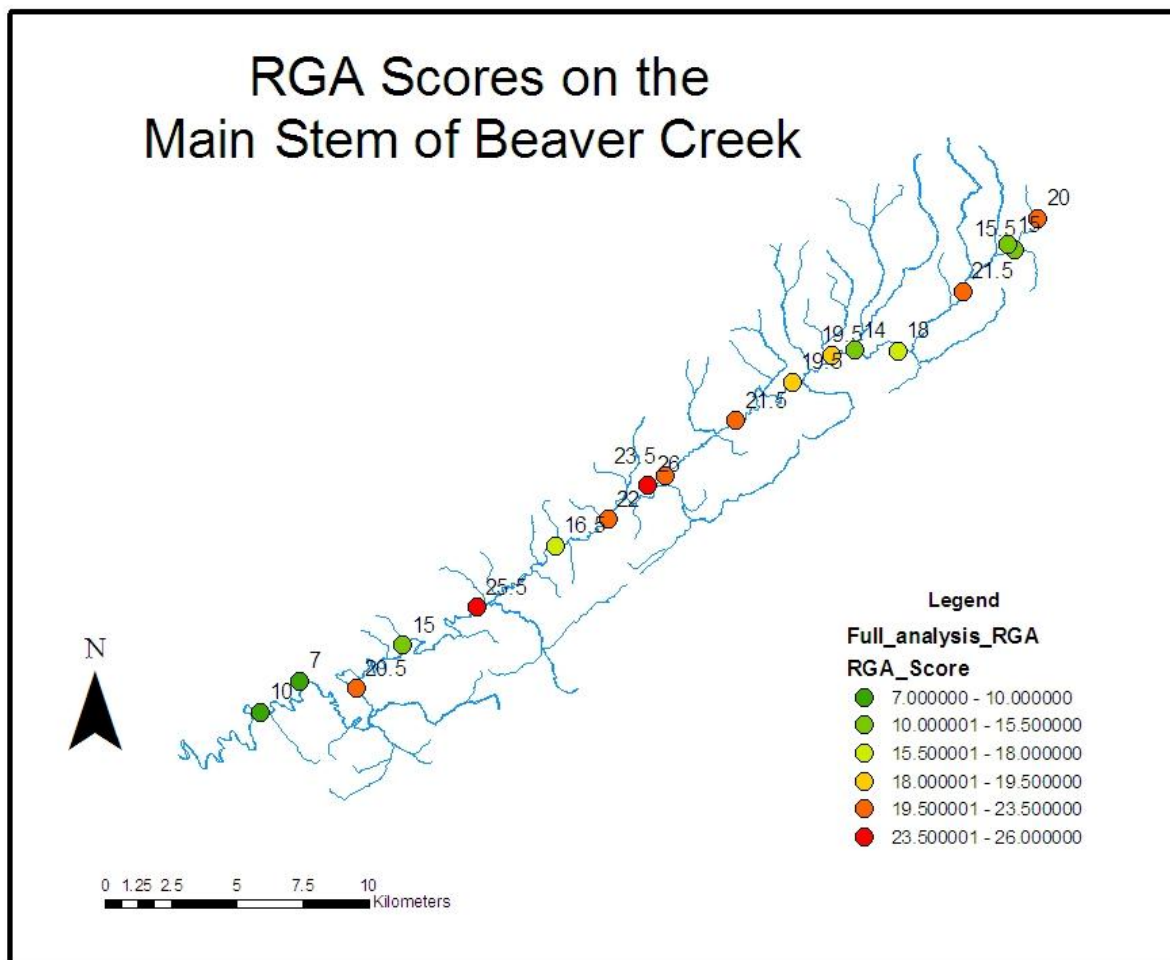 RGA Scores on the
Main Stem of Beaver Creek
20
15.5
15
21.5
19.5
14
18
19.5
21.5
23.5
26
22
16.5
25.5
15
20.5
7
10
N
Legend
Full_analysis_RGA
RGA_Score
7.000000 - 10.000000
10.000001 - 15.500000
15.500001 - 18.000000
18.000001 - 19.500000
19.500001 - 23.500000
23.500001 - 26.000000
0 1.25 2.5 5 7.5 10
Kilometers